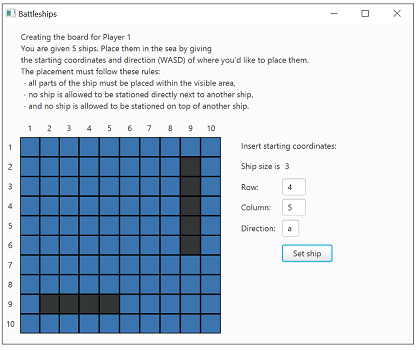 Battleships
Creating the board for Player 1
You are given 5 ships. Place them in the sea by giving
the starting coordinates and direction (WASD) of where you'd like to place them.
The placement must follow these rules:
- all parts of the ship must be placed within the visible area,
- no ship is allowed to be stationed directly next to another ship,
- and no ship is allowed to be stationed on top of another ship.
1 2 3 4 5 6 7 8 9 10
1
2
3
4
5
6
7
8
9
10
Insert starting coordinates:
Ship size is 3
Row: 4
Column: 5
Direction: a
Set ship